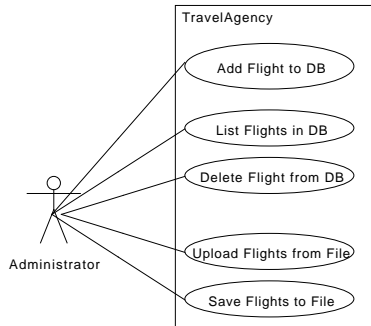 TravelAgency
Add Flight to DB
List Flights in DB
Delete Flight from DB
Upload Flights from File
Administrator
Save Flights to File